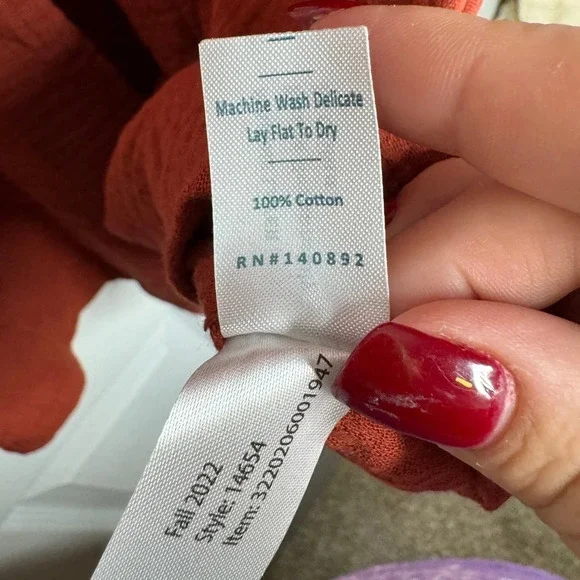 Machine Wash Delicate
Lay Flat To Dry
100% Cotton
RN#140892
Fall 2022
Style: 14654
Item: 3220206001947